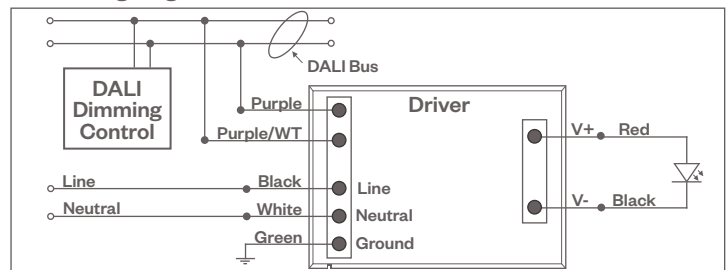 DALI Bus
DALI
Dimming
Control
Driver
Purple
Purple/WT
V+ Red
Line Black Line
Neutral White Neutral
V- Black
Green Ground